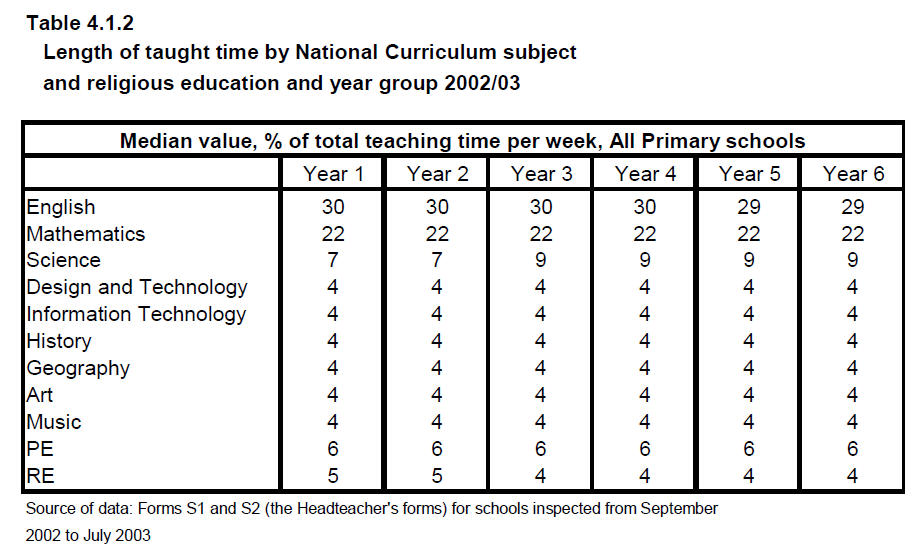 Table 4.1.2
Length of taught time by National Curriculum subject
and religious education and year group 2002/03
Median value, % of total teaching time per week, All Primary schools
Year 1 Year 2 Year 3 Year 4 Year 5 Year 6
English 30 30 30 30 29 29
Mathematics 22 22 22 22 22 22
Science 7 7 9 9 9 9
Design and Technology 4 4 4 4 4 4
Information Technology 4 4 4 4 4 4
History 4 4 4 4 4 4
Geography 4 4 4 4 4 4
Art 4 4 4 4 4 4
Music 4 4 4 4 4 4
PE 6 6 6 6 6 6
RE 5 5 4 4 4 4
Source of data: Forms S1 and S2 (the Headteacher's forms) for schools inspected from September
2002 to July 2003